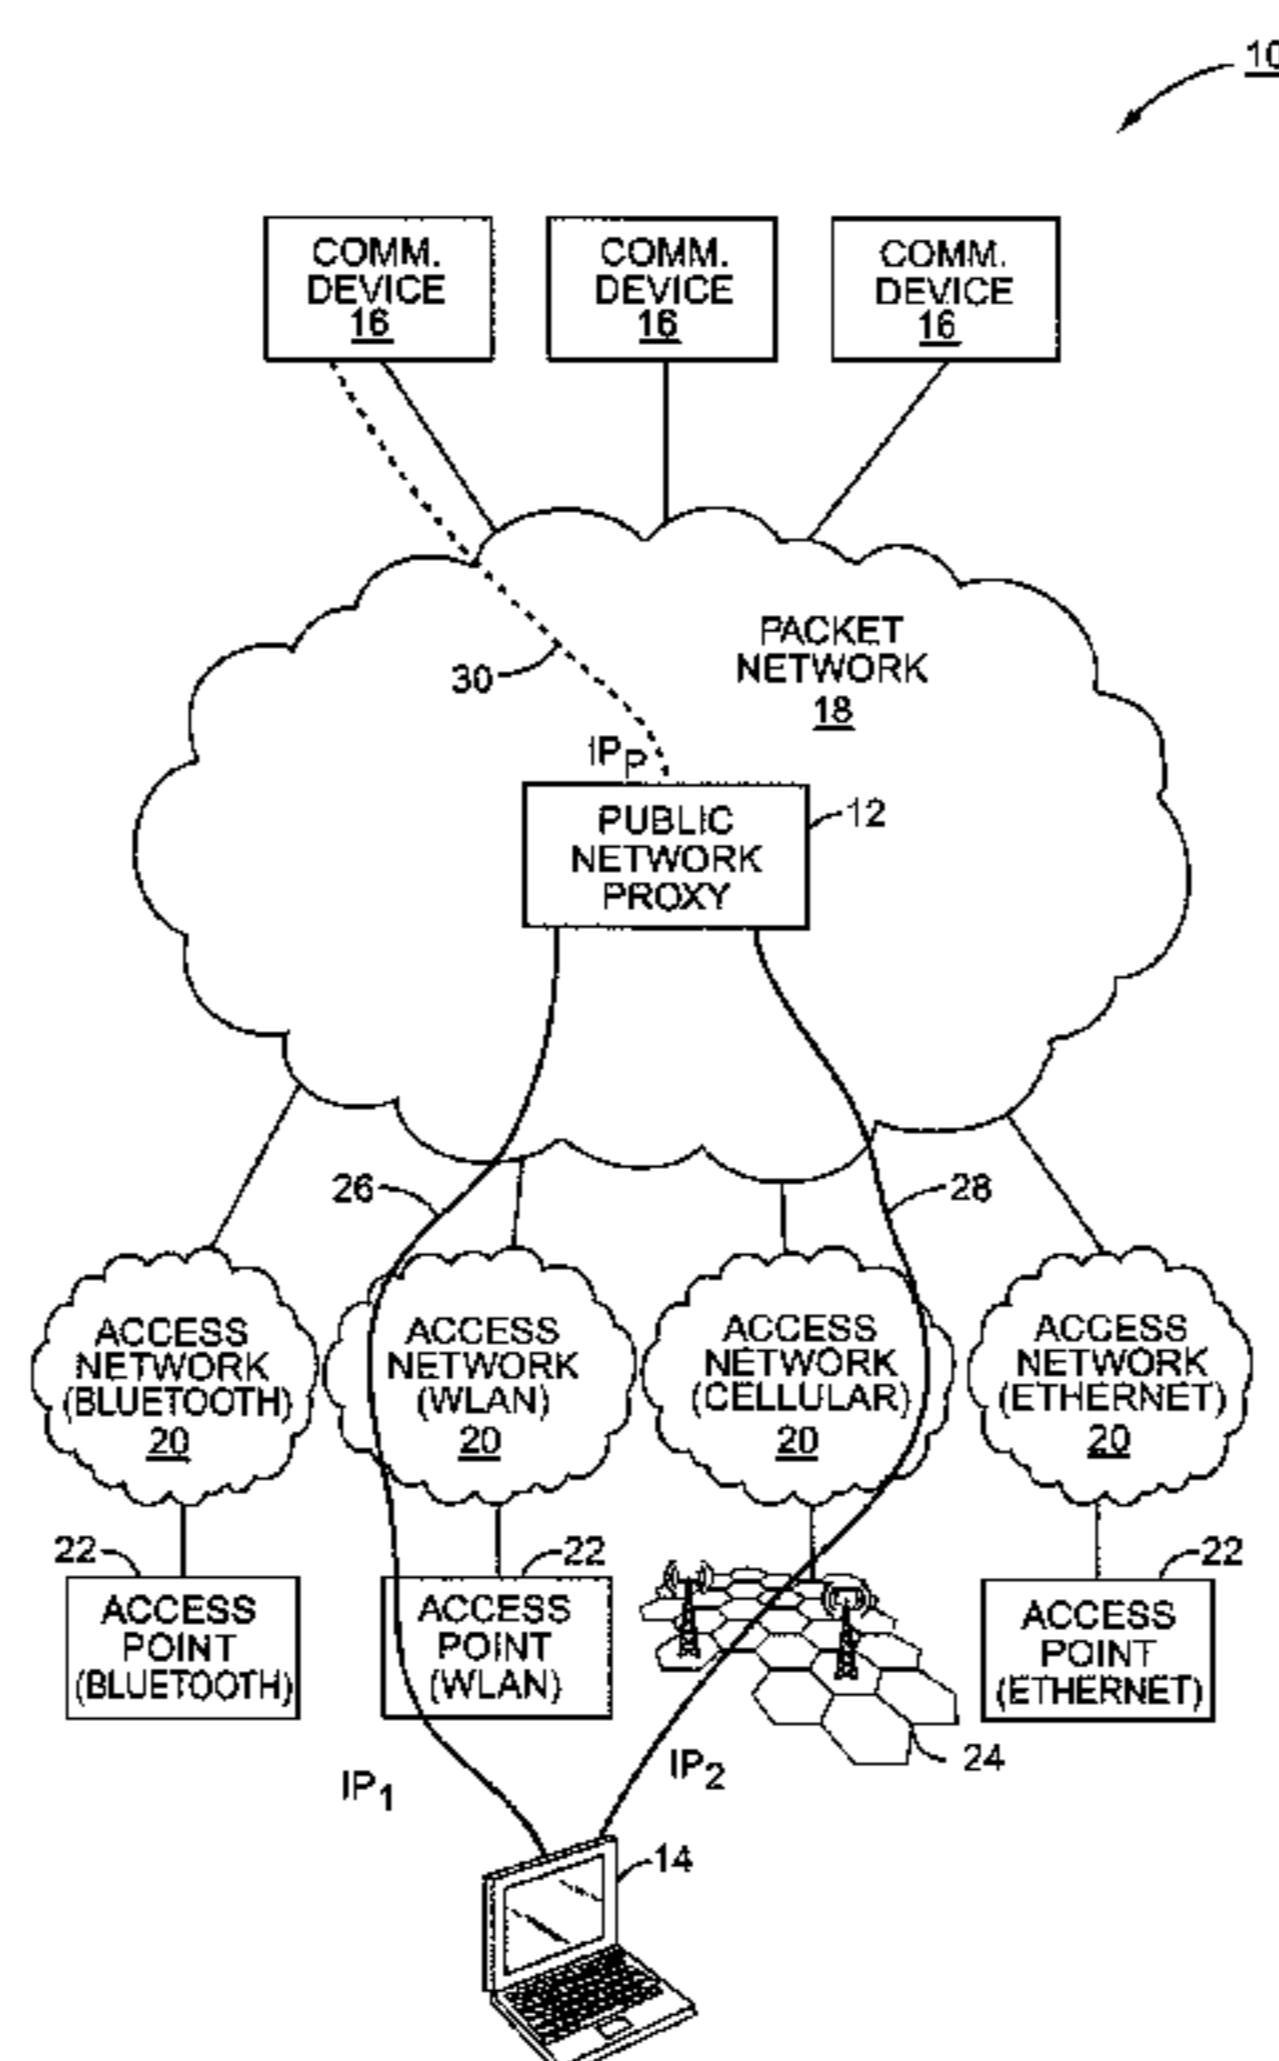 10
COMM.
DEVICE
16
COMM.
DEVICE
16
COMM.
DEVICE
16
PACKET
NETWORK
18
30
IPP
PUBLIC
NETWORK
PROXY
12
26
28
ACCESS
NETWORK
(BLUETOOTH)
20
ACCESS
NETWORK
(WLAN)
20
ACCESS
NETWORK
(CELLULAR)
20
ACCESS
NETWORK
(ETHERNET)
20
22
ACCESS
POINT
(BLUETOOTH)
22
ACCESS
POINT
(WLAN)
22
ACCESS
POINT
(ETHERNET)
24
IP1
IP2
14